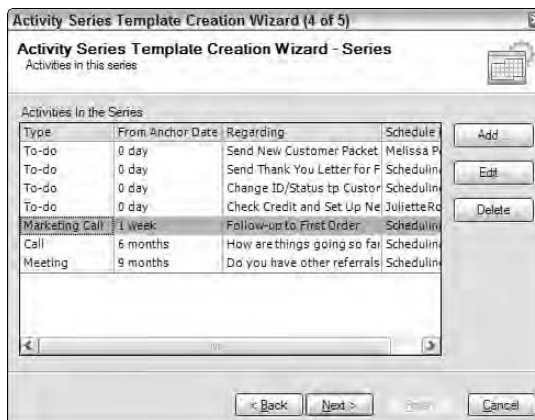 Activity Series Template Creation Wizard (4 of 5)
Activity Series Template Creation Wizard - Series
Activities in this series
Activities In the Series
Type From Anchor Date Regarding Schedule
To-do 0 day Send New Customer Packet Melissa P
To-do 0 day Send Thank You Letter for F Schedulin
To-do 0 day Change ID/Status tp Custor Schedulin
To-do 0 day Check Credit and Set Up Ne JulietteRo
Marketing Call 1 week Follow-up to First Order Schedulin
Call 6 months How are things going so far Schedulin
Meeting 9 months Do you have other referrals Schedulin
Add...
Edit...
Delete
< Back Next > Cancel